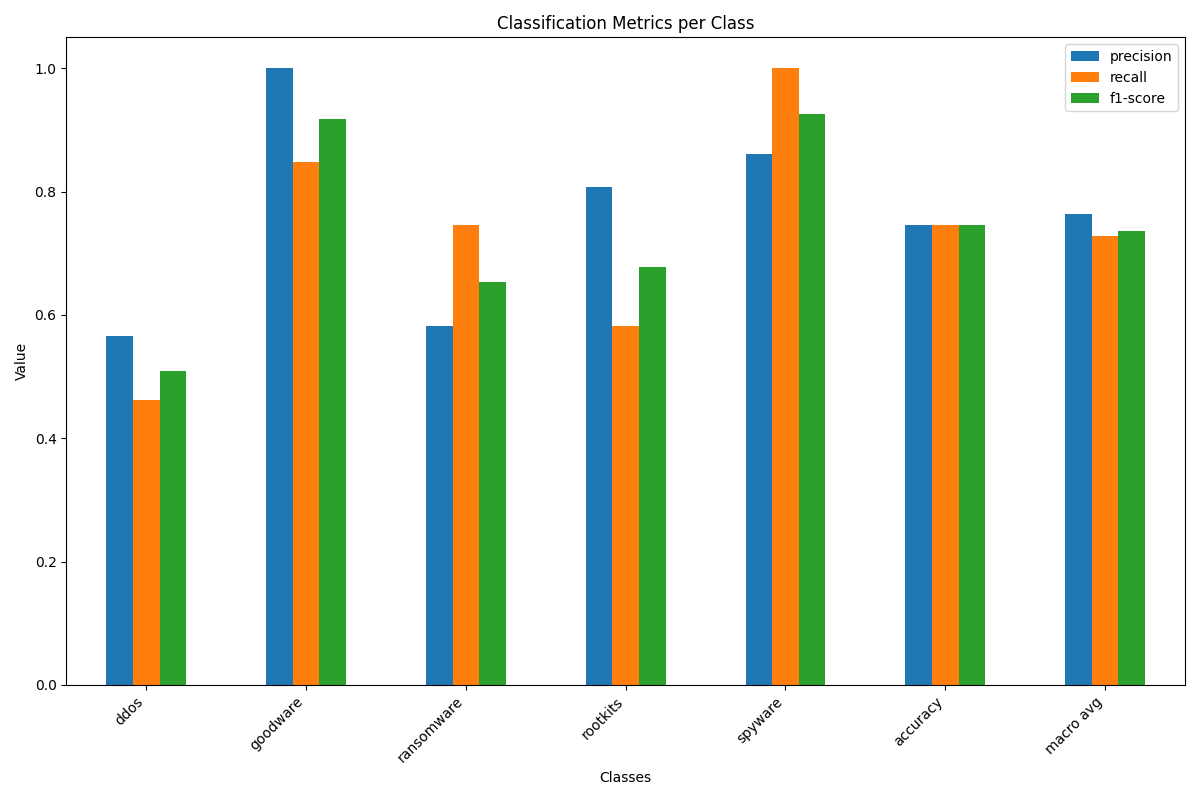 Classification Metrics per Class
precision
recall
f1-score
Value
1.0
0.8
0.6
0.4
0.2
0.0
ddos
goodware
ransomware
rootkits
spyware
accuracy
macro avg
Classes